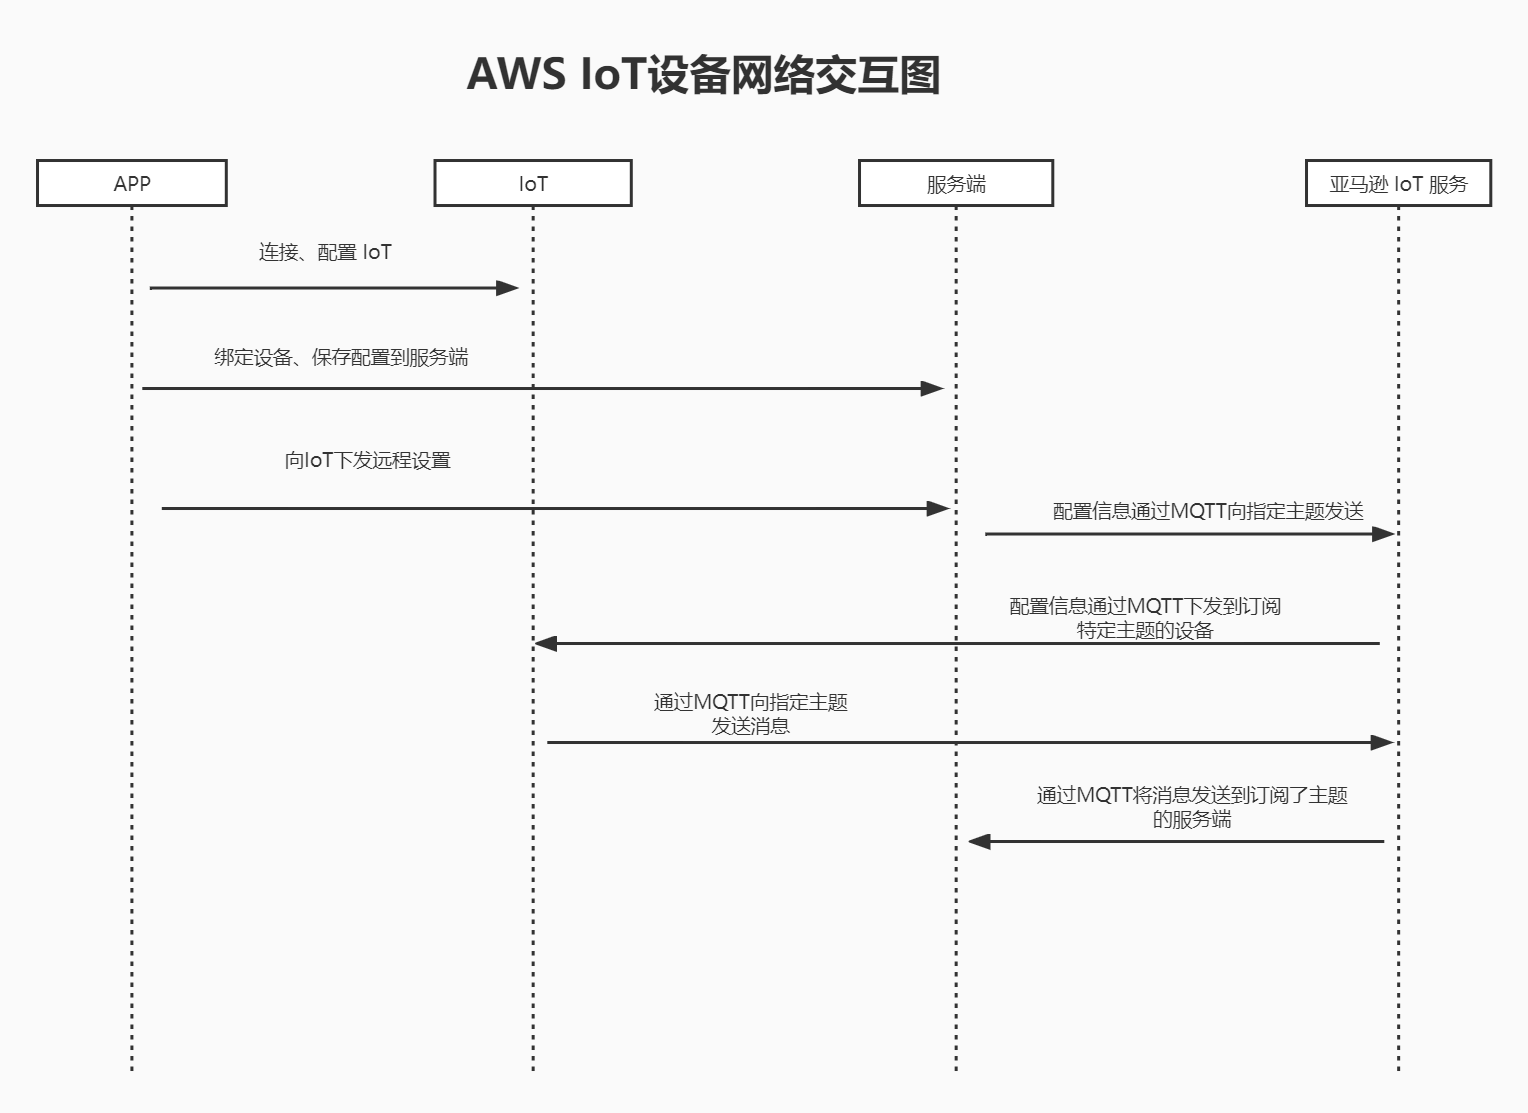 AWS IoT设备网络交互图
APP
IoT
服务端
亚马逊 IoT 服务
连接、配置 IoT
绑定设备、保存配置到服务端
向IoT下发远程设置
配置信息通过MQTT向指定主题发送
配置信息通过MQTT下发到订阅
特定主题的设备
通过MQTT向指定主题
发送消息
通过MQTT将消息发送到订阅了主题
的服务端